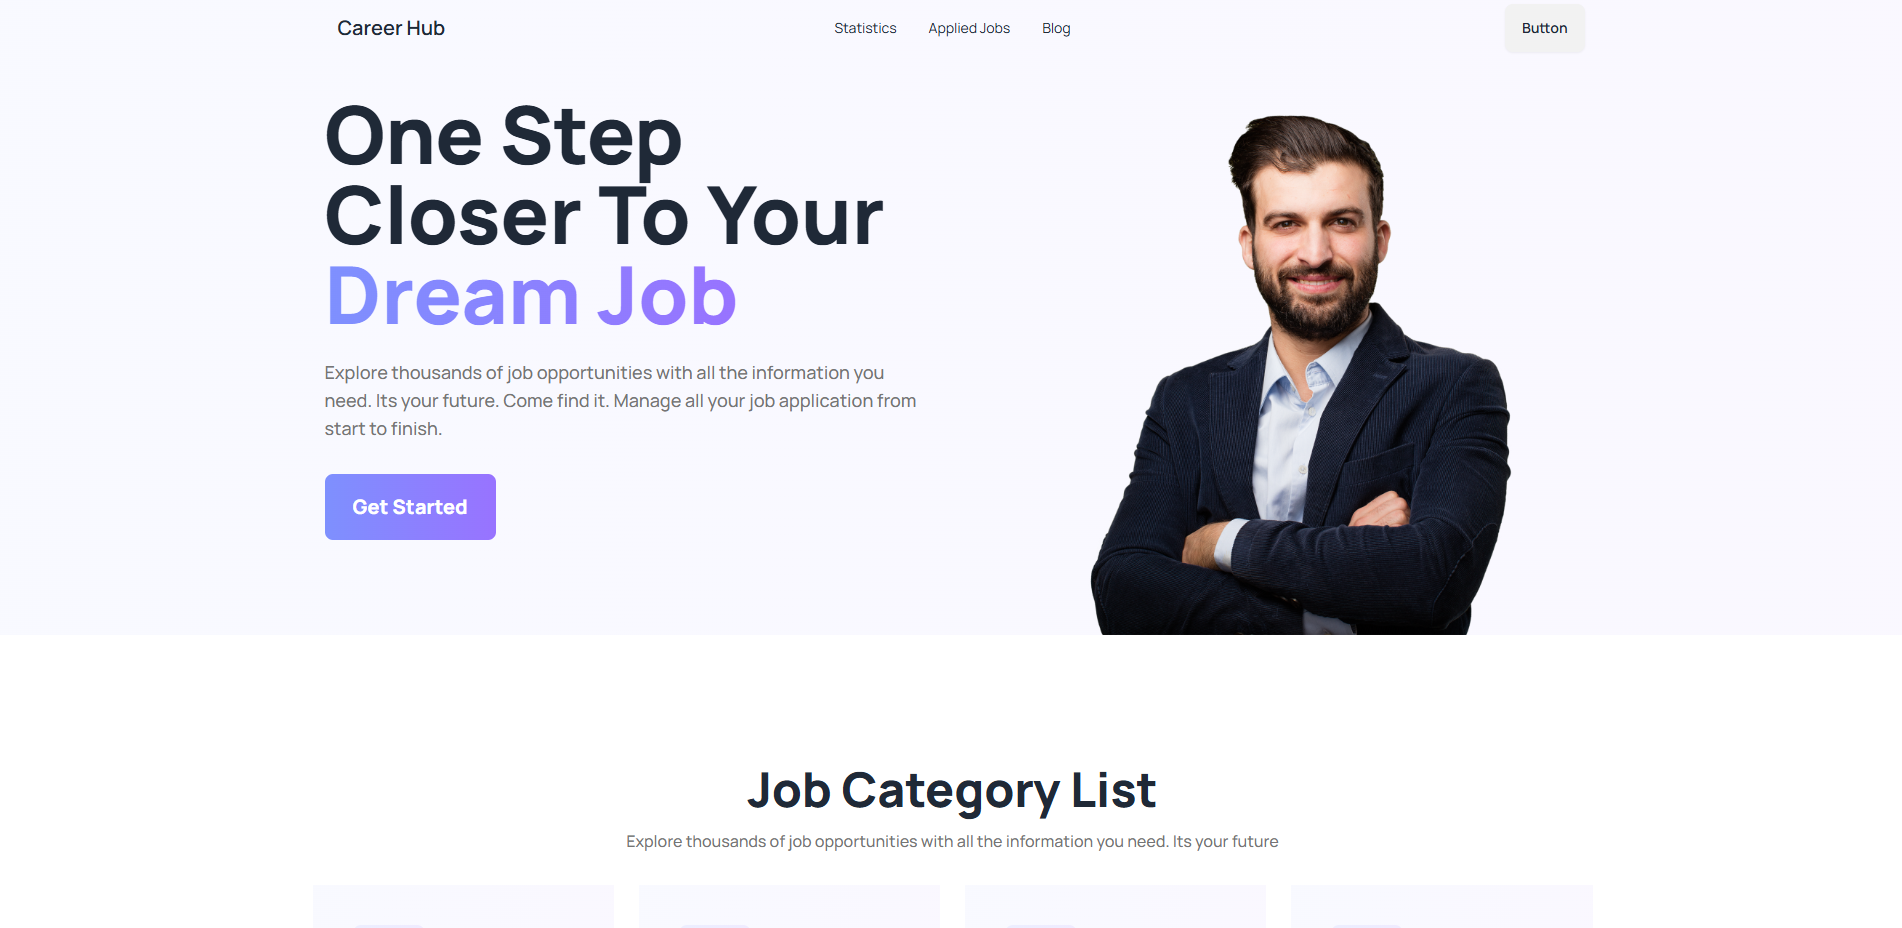 Career Hub
Statistics
Applied Jobs
Blog
Button
One Step
Closer To Your
Dream Job
Explore thousands of job opportunities with all the information you
need. Its your future. Come find it. Manage all your job application from
start to finish.
Get Started
Job Category List
Explore thousands of job opportunities with all the information you need. Its your future